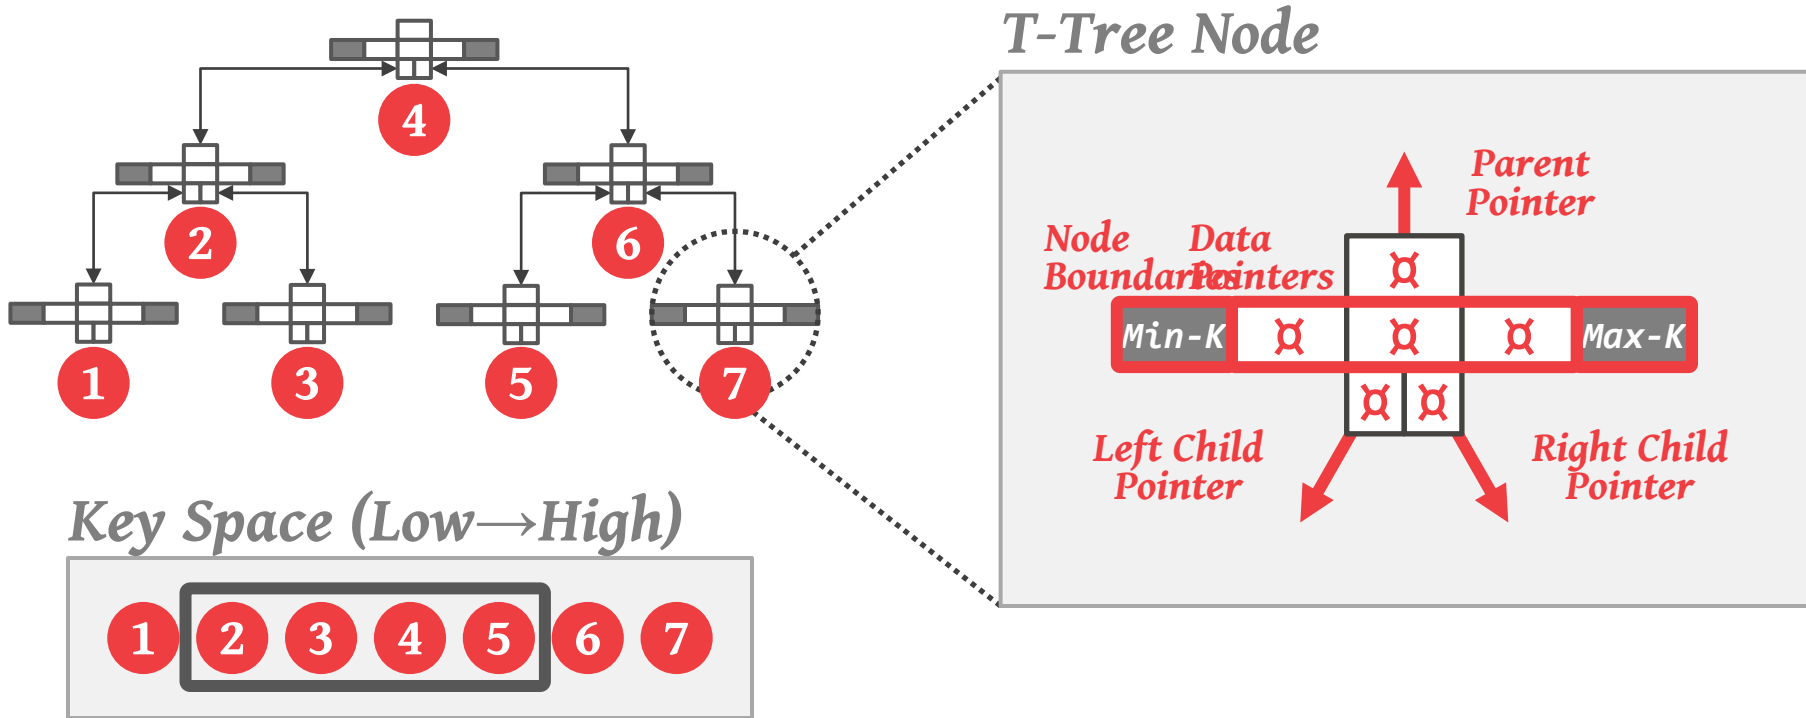 T-Tree Node
4
2
6
1
3
5
7
Parent
Pointer
Node
Boundaries
Data
Pointers
¤
Min-K
¤
¤
¤
Max-K
¤
¤
Left Child
Pointer
Right Child
Pointer
Key Space (Low→High)
1 2 3 4 5 6 7